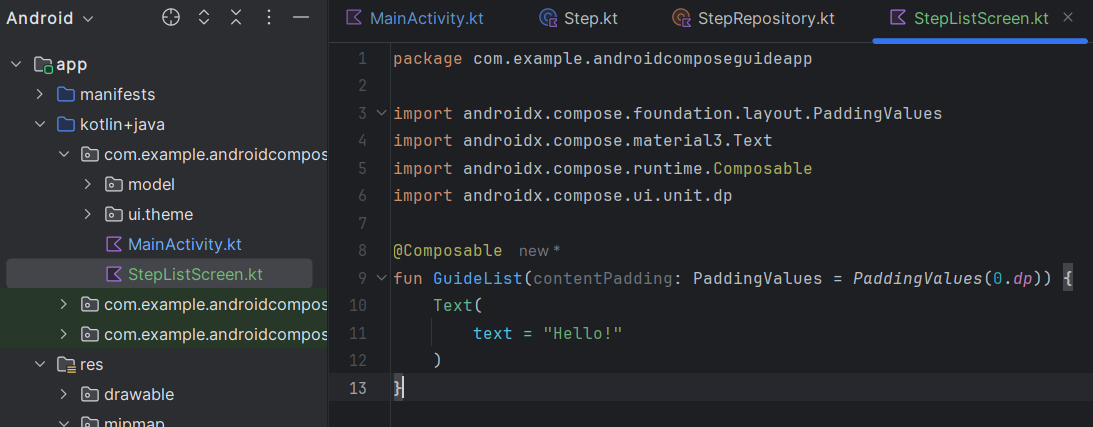 Android
MainActivity.kt
Step.kt
StepRepository.kt
StepListScreen.kt
app
manifests
kotlin+java
com.example.androidcompos
model
ui.theme
MainActivity.kt
StepListScreen.kt
com.example.androidcompos
com.example.androidcompos
res
drawable
mipmap
1 package com.example.androidcomposeguideapp
2
3 import androidx.compose.foundation.layout.PaddingValues
4 import androidx.compose.material3.Text
5 import androidx.compose.runtime.Composable
6 import androidx.compose.ui.unit.dp
7
8 @Composable new *
9 fun GuideList(contentPadding: PaddingValues = PaddingValues(0.dp)) {
10 Text(
11 text = "Hello!"
12 )
13 }